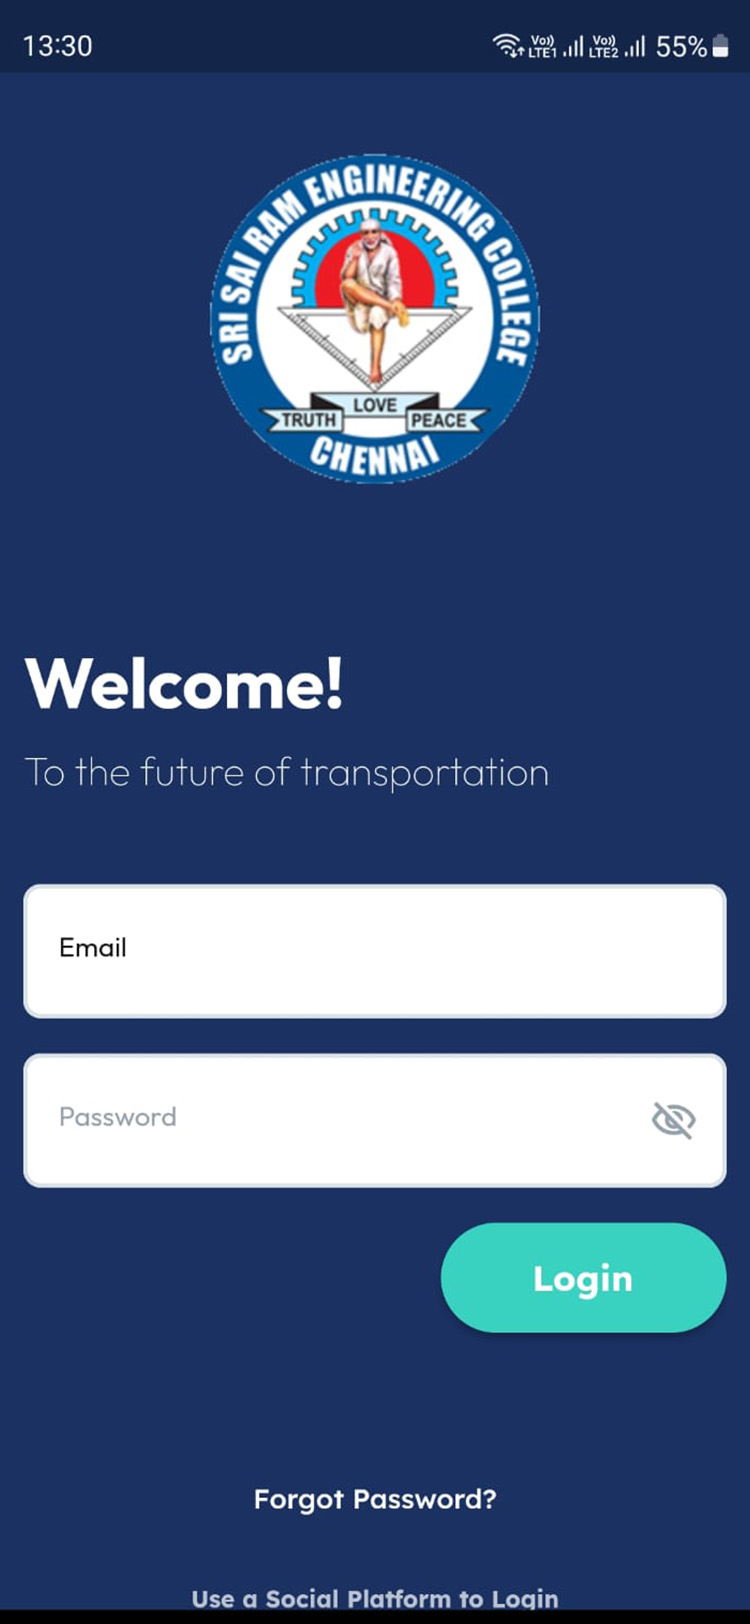 13:30
Vo)) LTE1 Vo)) LTE2 55%
SRI SAI RAM ENGINEERING COLLEGE
LOVE
TRUTH PEACE
CHENNAI
Welcome!
To the future of transportation
Email
Password
Login
Forgot Password?
Use a Social Platform to Login